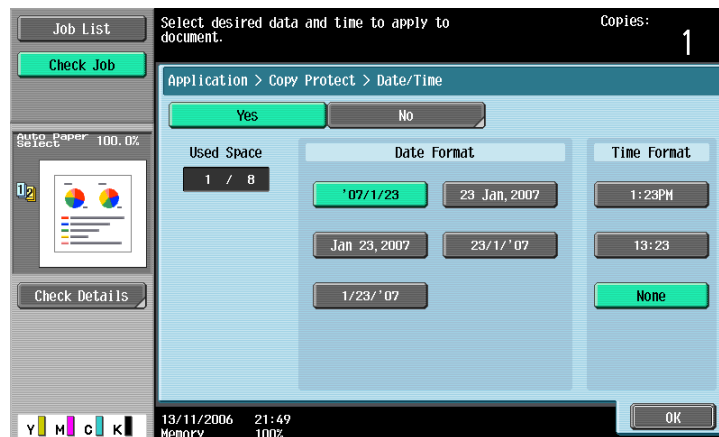 Job List
Check Job
Select desired data and time to apply to
document.
Copies:
1
Application > Copy Protect > Date/Time
Yes
No
Auto Paper
Select
100.0%
1 2
Used Space
1 / 8
Date Format
'07/1/23
23 Jan,2007
Jan 23,2007
23/1/'07
1/23/'07
Time Format
1:23PM
13:23
None
Check Details
Y M C K
13/11/2006 21:49
Memory 100%
OK